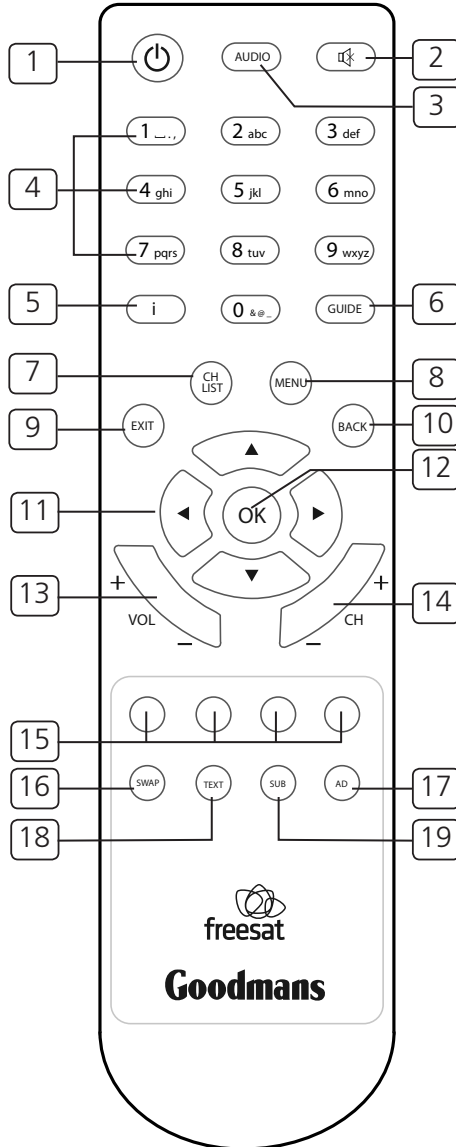 1
AUDIO
2
3
1 ⎵.,
2 abc
3 def
4
4 ghi
5 jkl
6 mno
7 pqrs
8 tuv
9 wxyz
5
i
0 &@_
GUIDE
6
7
CH
LIST
MENU
8
9
EXIT
BACK
10
12
11
OK
13
+
VOL
-
+
CH
-
14
15
16
SWAP
TEXT
SUB
AD
17
18
19
freesat
Goodmans